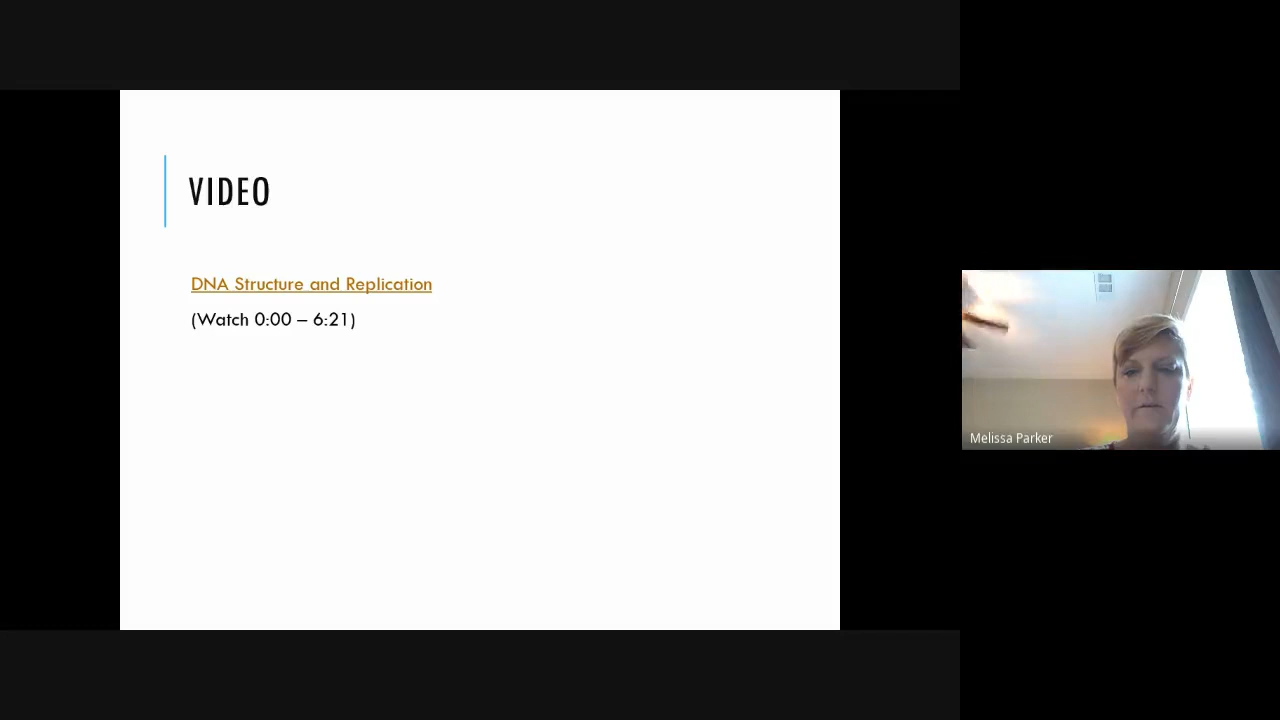 VIDEO
DNA Structure and Replication
(Watch 0:00 – 6:21)
Melissa Parker